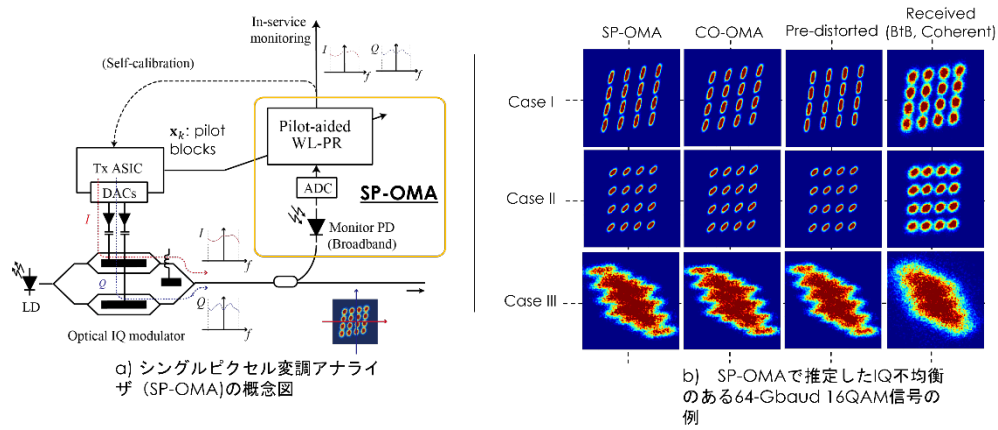 In-service
monitoring
(Self-calibration)
I
Q
f
f
x_k: pilot
blocks
Tx ASIC
DACs
Pilot-aided
WL-PR
ADC
SP-OMA
Monitor PD
(Broadband)
I
I
f
Q
Q
f
LD
Optical IQ modulator
a) シングルピクセル変調アナライ
ザ（SP-OMA)の概念図
SP-OMA
CO-OMA
Pre-distorted
Received
(BtB, Coherent)
Case I
Case II
Case III
b) SP-OMAで推定したIQ不均衡
のある64-Gbaud 16QAM信号の
例